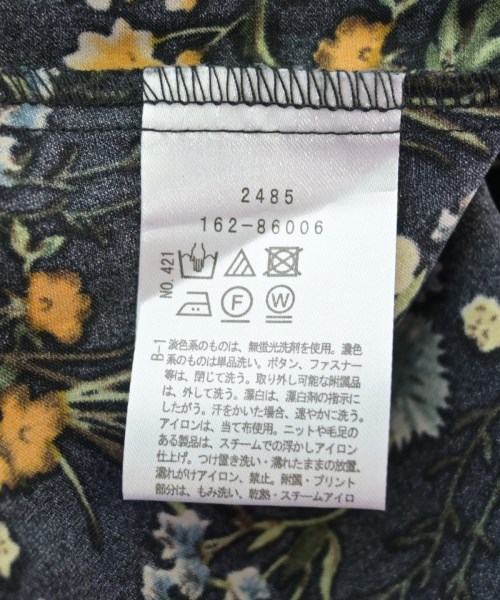 2485
162-86006
NO.421
F W
B-1
淡色系のものは、無蛍光洗剤を使用。濃色
系のものは単品洗い。ボタン、ファスナー
等は、閉じて洗う。取り外し可能な附属品
は、外して洗う。漂白は、漂白剤の指示に
したがう。汗をかいた場合、速やかに洗う。
アイロンは、当て布使用。ニットや毛足の
ある製品は、スチームでの浮かしアイロン
仕上げ。つけ置き洗い・濡れたままの放置、
濡れがけアイロン、禁止。附属・プリント
部分は、もみ洗い、乾熱・スチームアイロ